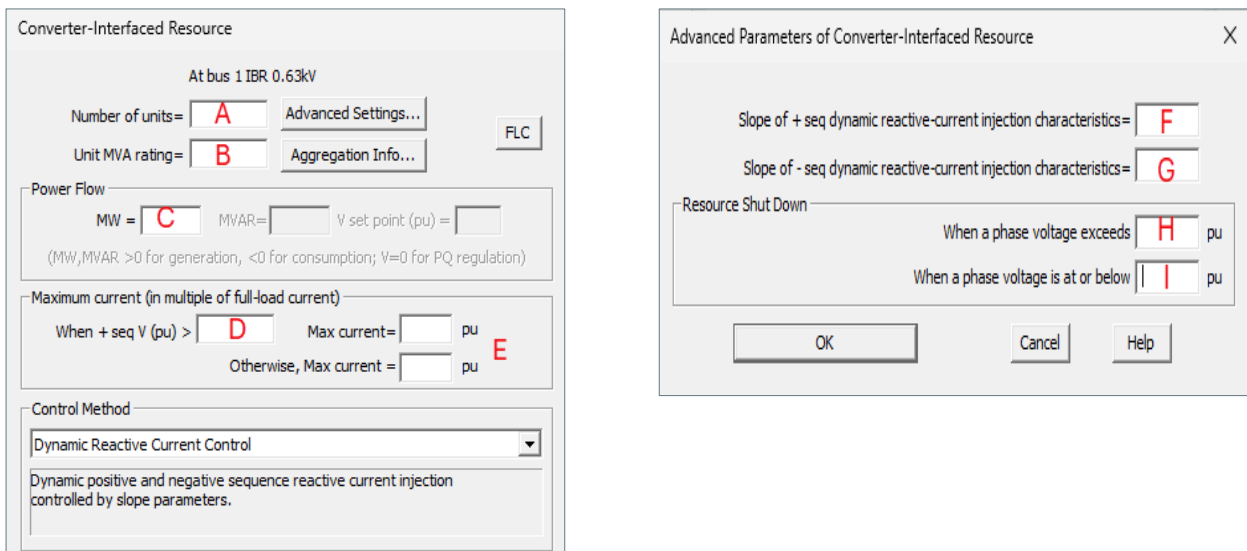 Converter-Interfaced Resource
At bus 1 IBR 0.63kV
Number of units= A Advanced Settings...
FLC
Unit MVA rating= B Aggregation Info...
Power Flow
MW = C MVAR= V set point (pu) =
(MW,MVAR >0 for generation, <0 for consumption; V=0 for PQ regulation)
Maximum current (in multiple of full-load current)
When + seq V (pu) > D Max current= pu
E
Otherwise, Max current = pu
Control Method
Dynamic Reactive Current Control
Dynamic positive and negative sequence reactive current injection
controlled by slope parameters.
Advanced Parameters of Converter-Interfaced Resource X
Slope of + seq dynamic reactive-current injection characteristics= F
Slope of - seq dynamic reactive-current injection characteristics= G
Resource Shut Down
When a phase voltage exceeds H pu
When a phase voltage is at or below I pu
OK Cancel Help